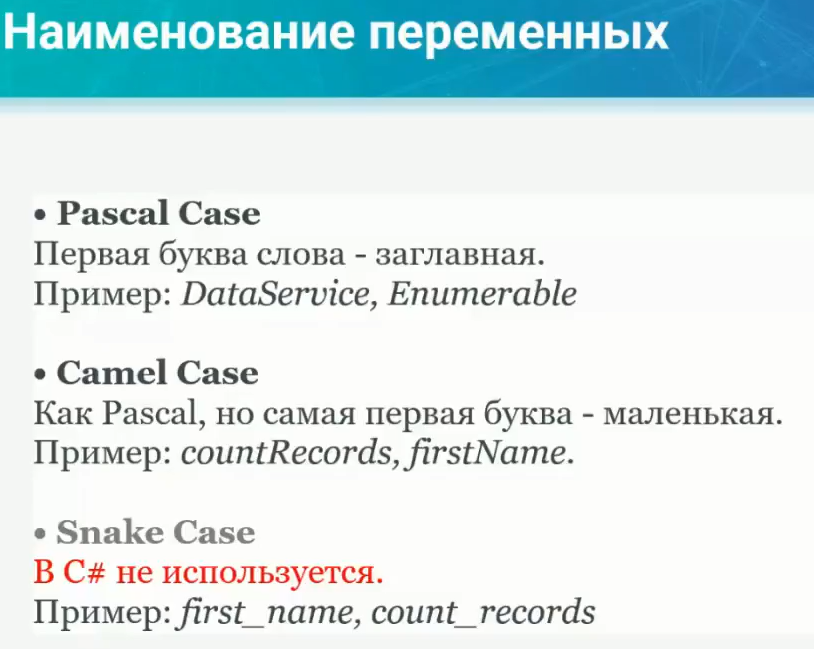 Наименование переменных
• Pascal Case
Первая буква слова - заглавная.
Пример: DataService, Enumerable
• Camel Case
Как Pascal, но самая первая буква - маленькая.
Пример: countRecords, firstName.
• Snake Case
В C# не используется.
Пример: first_name, count_records